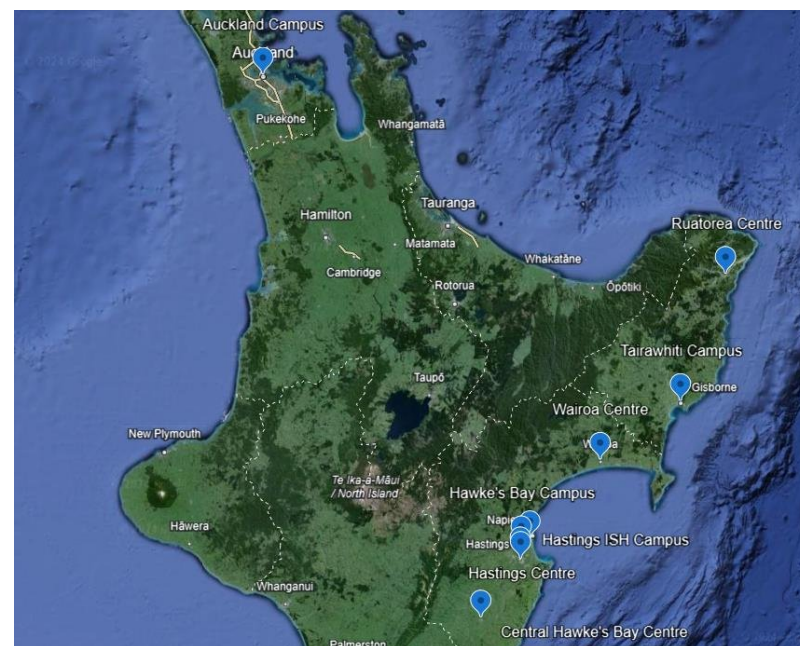 Auckland Campus
Auckland
Pukekohe
Whangamatā
Hamilton
Tauranga
Matamata
Cambridge
Rotorua
Whakatāne
Ōpōtiki
Ruatorea Centre
Tairawhiti Campus
Gisborne
Taupō
Wairoa Centre
New Plymouth
Te Ika-a-Māui
/ North Island
Hawke's Bay Campus
Napier
Hāwera
Hastings
Hastings ISH Campus
Hastings Centre
Whanganui
Central Hawke's Bay Centre
Palmerston